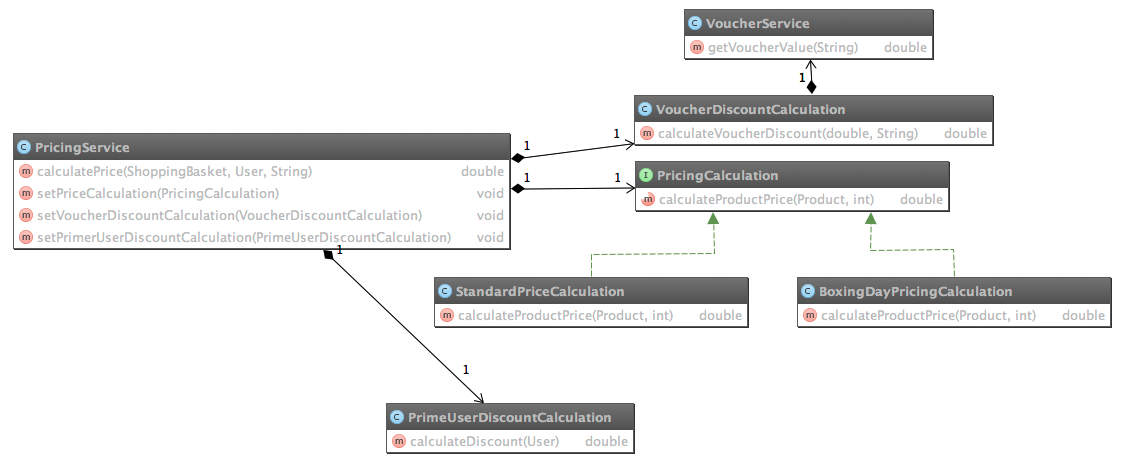 C VoucherService
m getVoucherValue(String) double
1
C VoucherDiscountCalculation
m calculateVoucherDiscount(double, String) double
C PricingService
m calculatePrice(ShoppingBasket, User, String) double
m setPriceCalculation(PricingCalculation) void
m setVoucherDiscountCalculation(VoucherDiscountCalculation) void
m setPrimerUserDiscountCalculation(PrimeUserDiscountCalculation) void
1 1
1 1
I PricingCalculation
m calculateProductPrice(Product, int) double
1
C StandardPriceCalculation
m calculateProductPrice(Product, int) double
C BoxingDayPricingCalculation
m calculateProductPrice(Product, int) double
1
C PrimeUserDiscountCalculation
m calculateDiscount(User) double